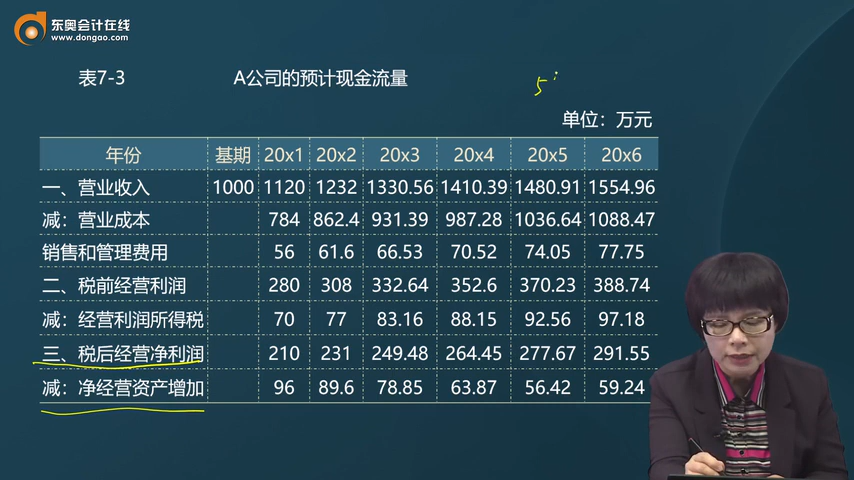 东奥会计在线
www.dongao.com
表7-3 A公司的预计现金流量
5
单位：万元
年份 基期 20x1 20x2 20x3 20x4 20x5 20x6
一、营业收入 1000 1120 1232 1330.56 1410.39 1480.91 1554.96
减：营业成本 784 862.4 931.39 987.28 1036.64 1088.47
销售和管理费用 56 61.6 66.53 70.52 74.05 77.75
二、税前经营利润 280 308 332.64 352.6 370.23 388.74
减：经营利润所得税 70 77 83.16 88.15 92.56 97.18
三、税后经营净利润 210 231 249.48 264.45 277.67 291.55
减：净经营资产增加 96 89.6 78.85 63.87 56.42 59.24